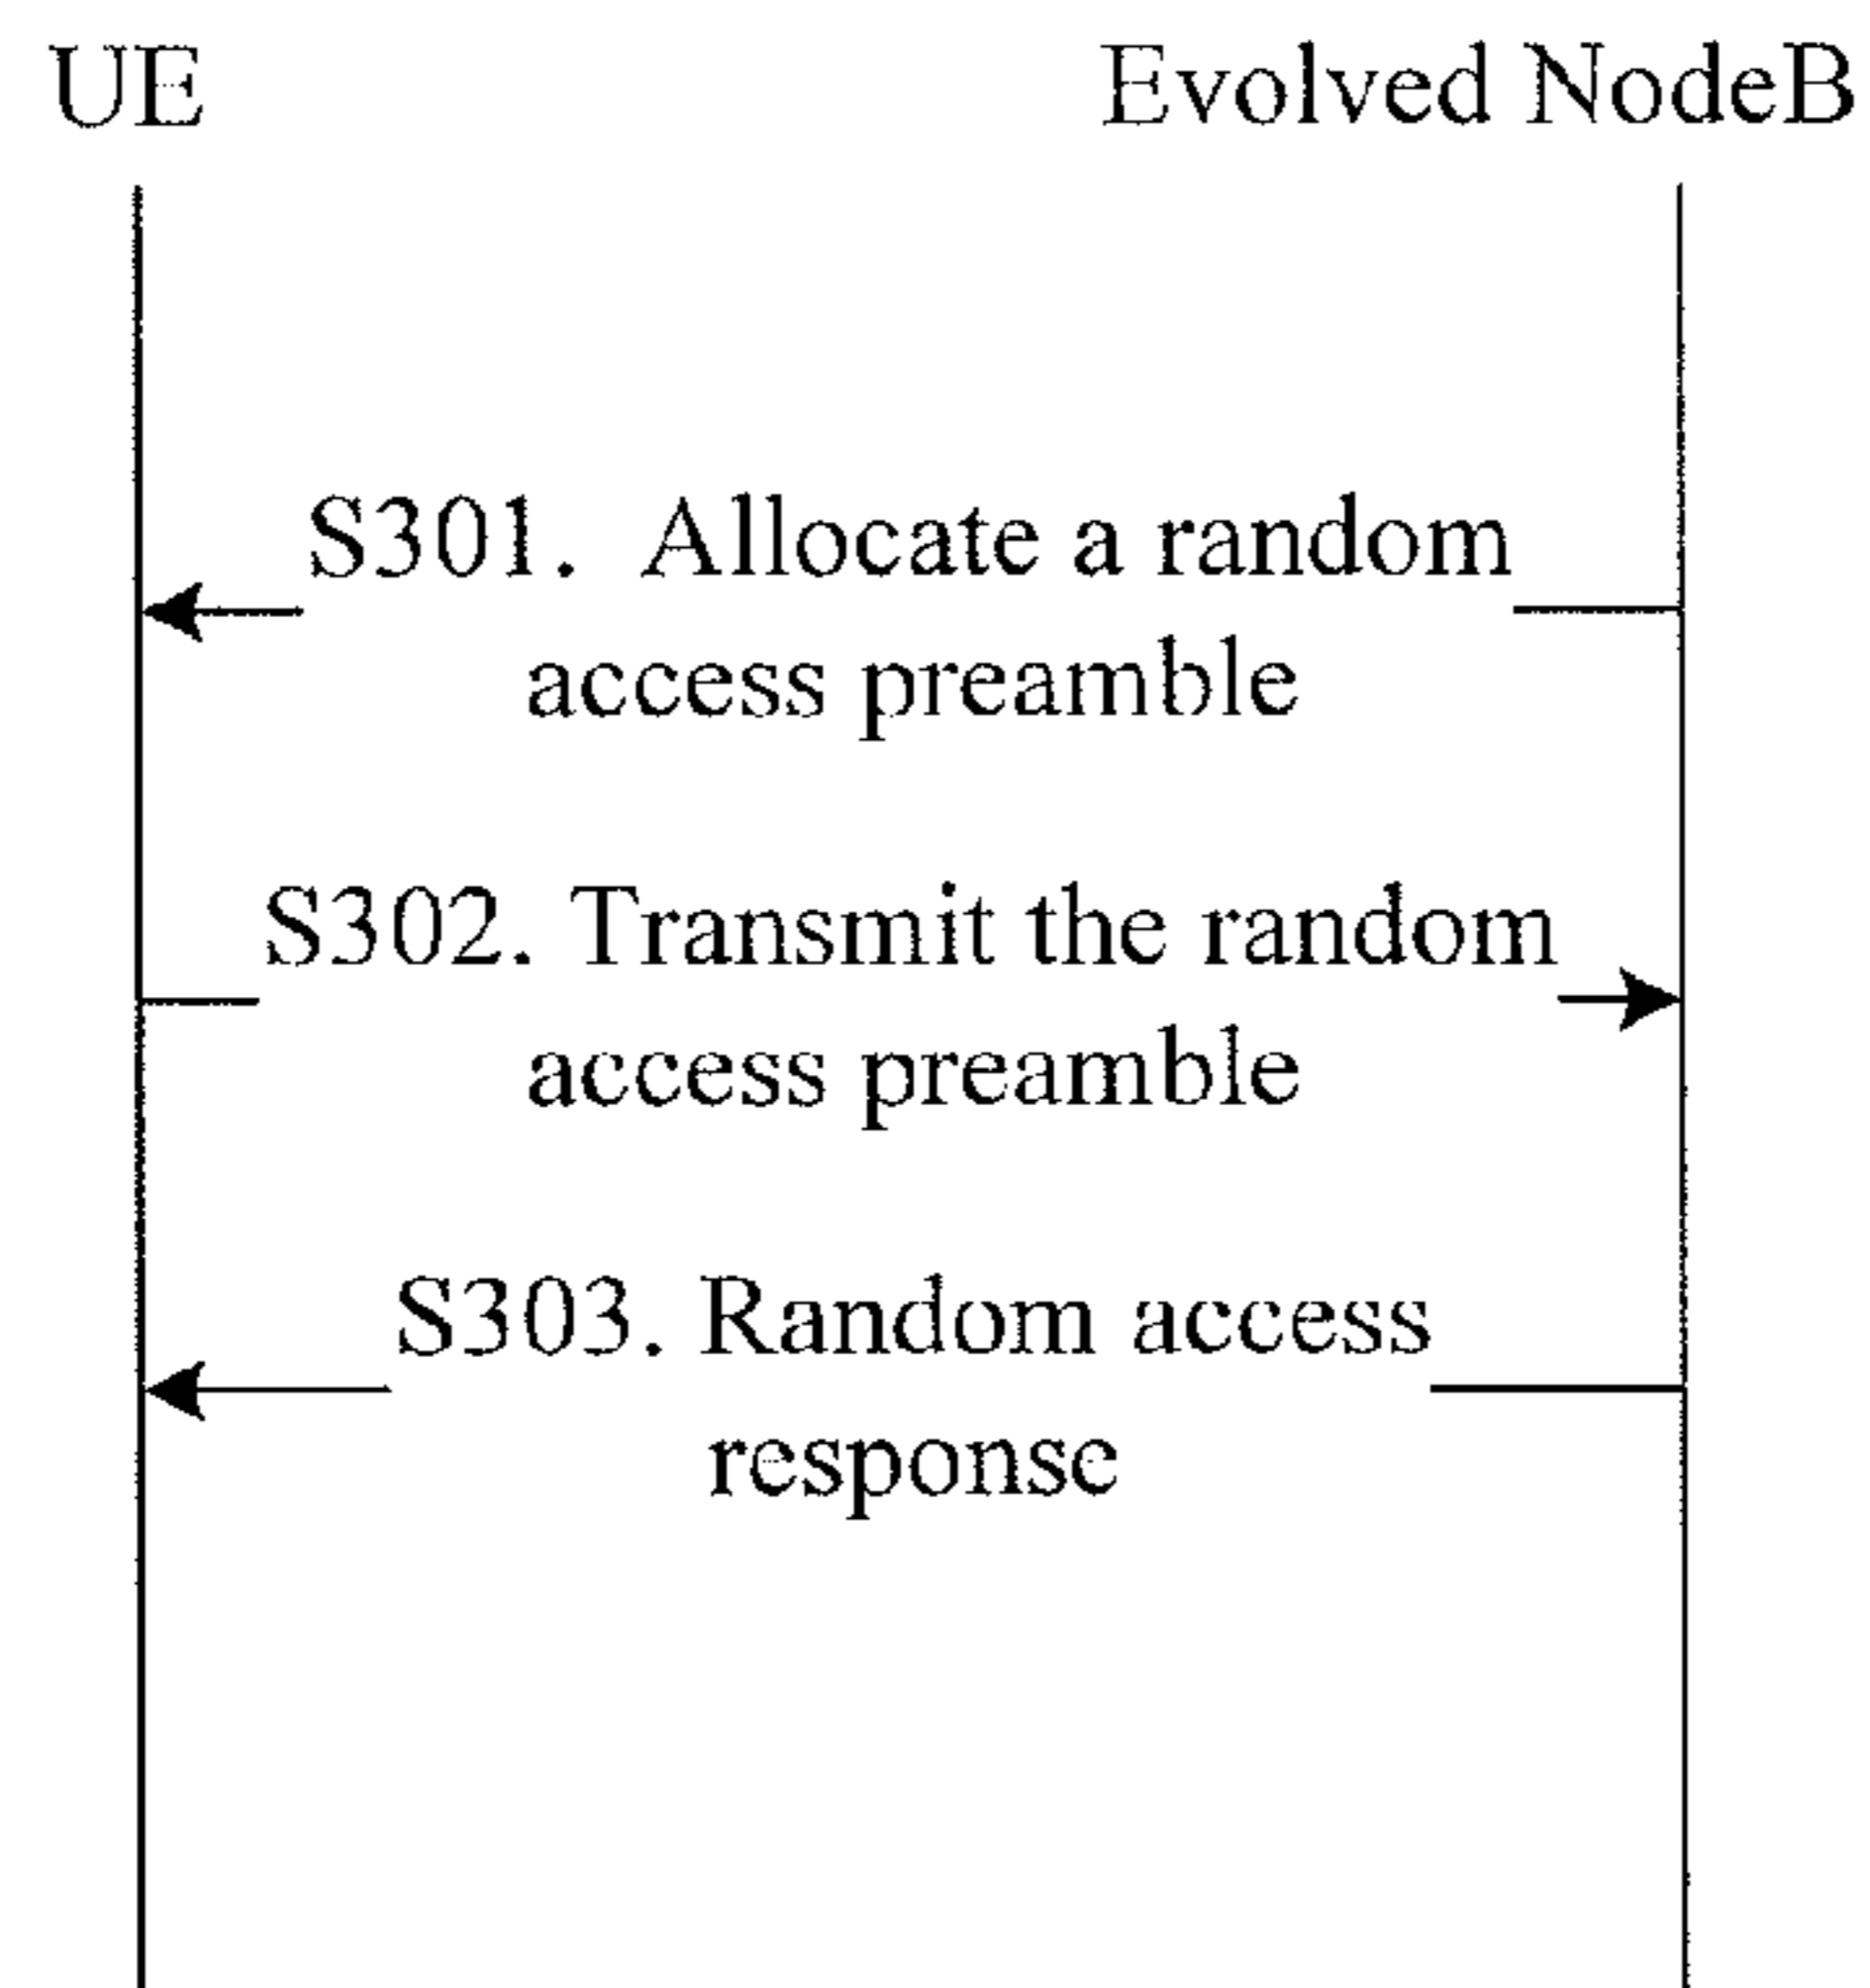 UE Evolved NodeB
S301. Allocate a random
access preamble
S302. Transmit the random
access preamble
S303. Random access
response